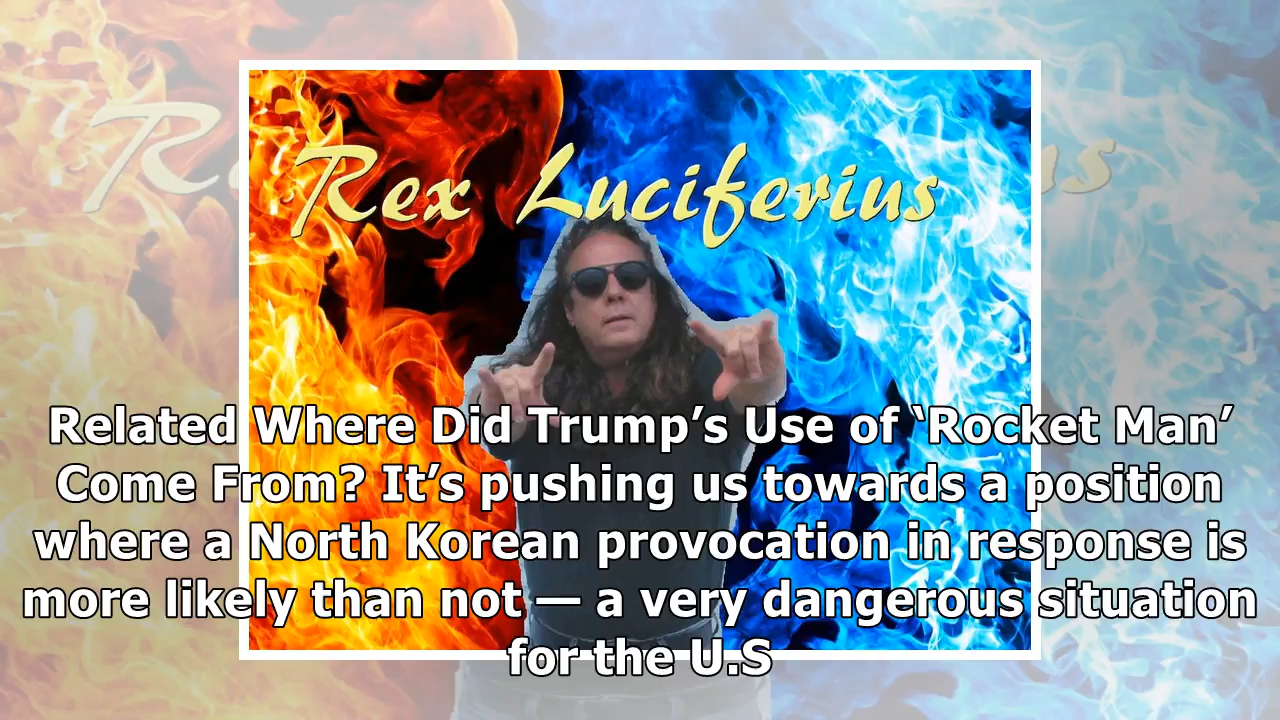 Rex Luciferius
Related Where Did Trump’s Use of ‘Rocket Man’
Come From? It’s pushing us towards a position
where a North Korean provocation in response is
more likely than not — a very dangerous situation
for the U.S